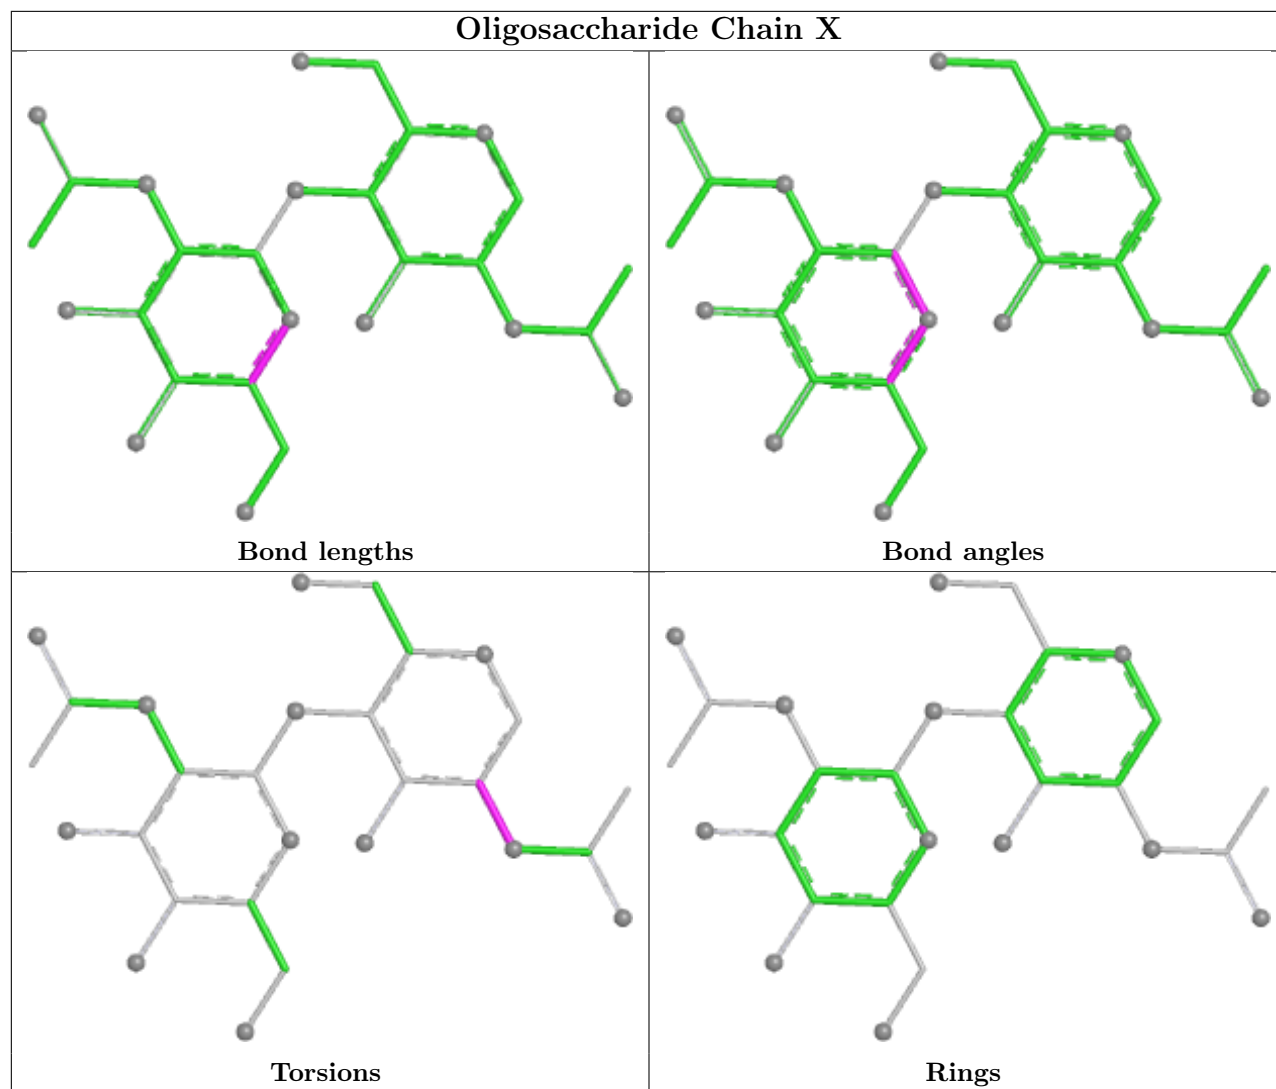 Oligosaccharide Chain X
Bond lengths
Bond angles
Torsions
Rings